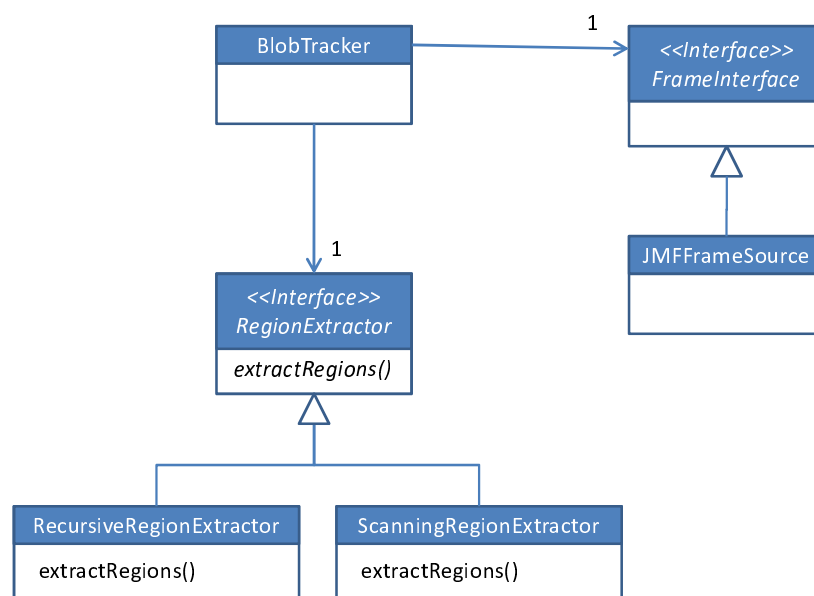 BlobTracker
1
<<Interface>>
FrameInterface
JMFFrameSource
1
<<Interface>>
RegionExtractor
extractRegions()
RecursiveRegionExtractor
extractRegions()
ScanningRegionExtractor
extractRegions()